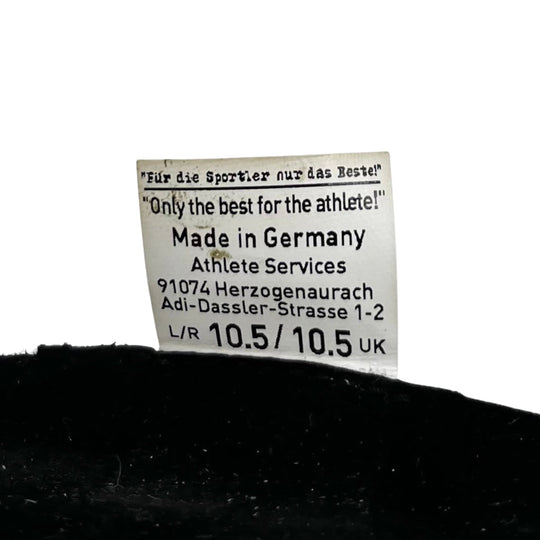 "Für die Sportler nur das Beste!"
"Only the best for the athlete!"
Made in Germany
Athlete Services
91074 Herzogenaurach
Adi-Dassler-Strasse 1-2
L/R 10.5 / 10.5 UK